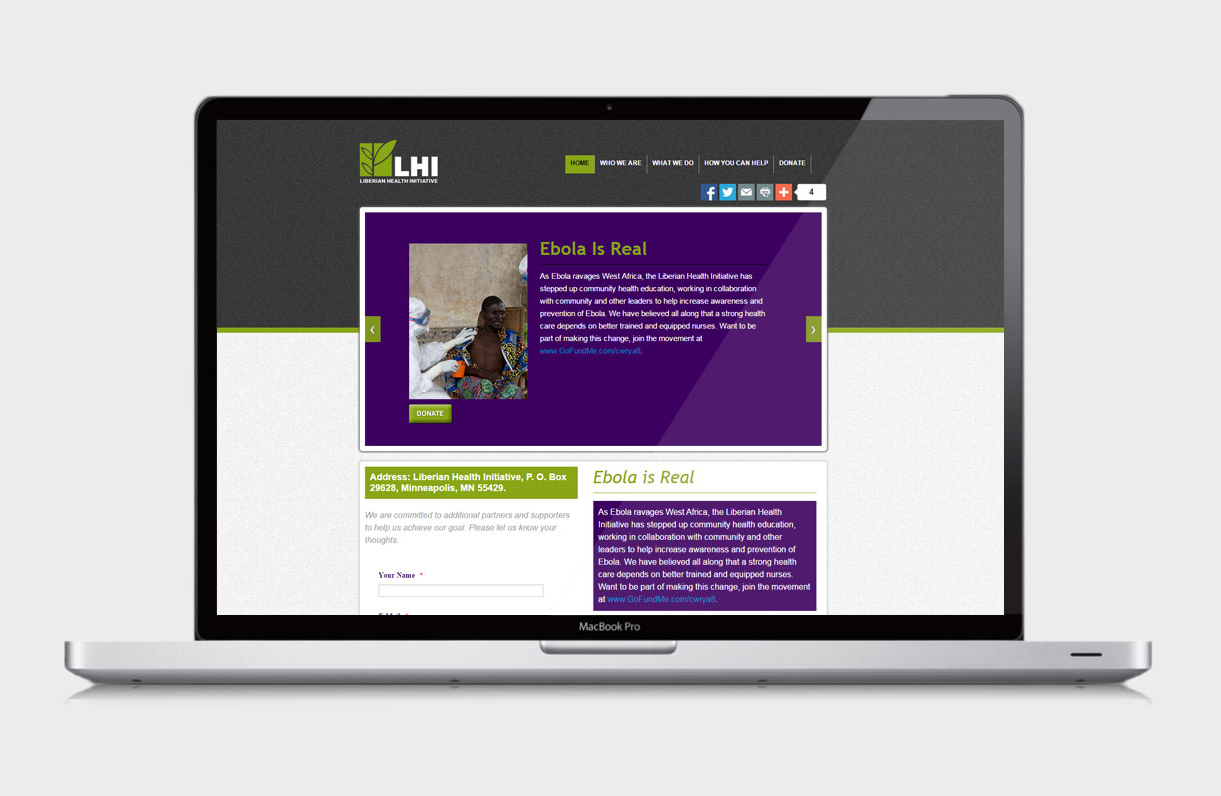 LHI
LIBERIAN HEALTH INITIATIVE
HOME
WHO WE ARE
WHAT WE DO
HOW YOU CAN HELP
DONATE
4
Ebola Is Real
As Ebola ravages West Africa, the Liberian Health Initiative has
stepped up community health education, working in collaboration
with community and other leaders to help increase awareness and
prevention of Ebola. We have believed all along that a strong health
care depends on better trained and equipped nurses. Want to be
part of making this change, join the movement at
www.GoFundMe.com/cwrya8.
DONATE
Address: Liberian Health Initiative, P. O. Box
29628, Minneapolis, MN 55429.
We are committed to additional partners and supporters
to help us achieve our goal. Please let us know your
thoughts
Your Name *
Ebola is Real
As Ebola ravages West Africa, the Liberian Health
Initiative has stepped up community health education,
working in collaboration with community and other
leaders to help increase awareness and prevention of
Ebola. We have believed all along that a strong health
care depends on better trained and equipped nurses.
Want to be part of making this change, join the movement
at www.GoFundMe.com/cwrya8.
MacBook Pro